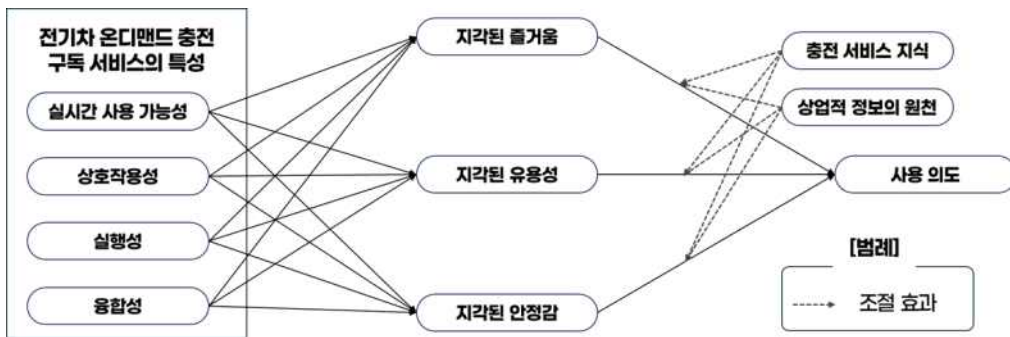 전기차 온디맨드 충전
구독 서비스의 특성
실시간 사용 가능성
상호작용성
실행성
융합성
지각된 즐거움
지각된 유용성
지각된 안정감
충전 서비스 지식
상업적 정보의 원천
사용 의도
[범례]
조절 효과